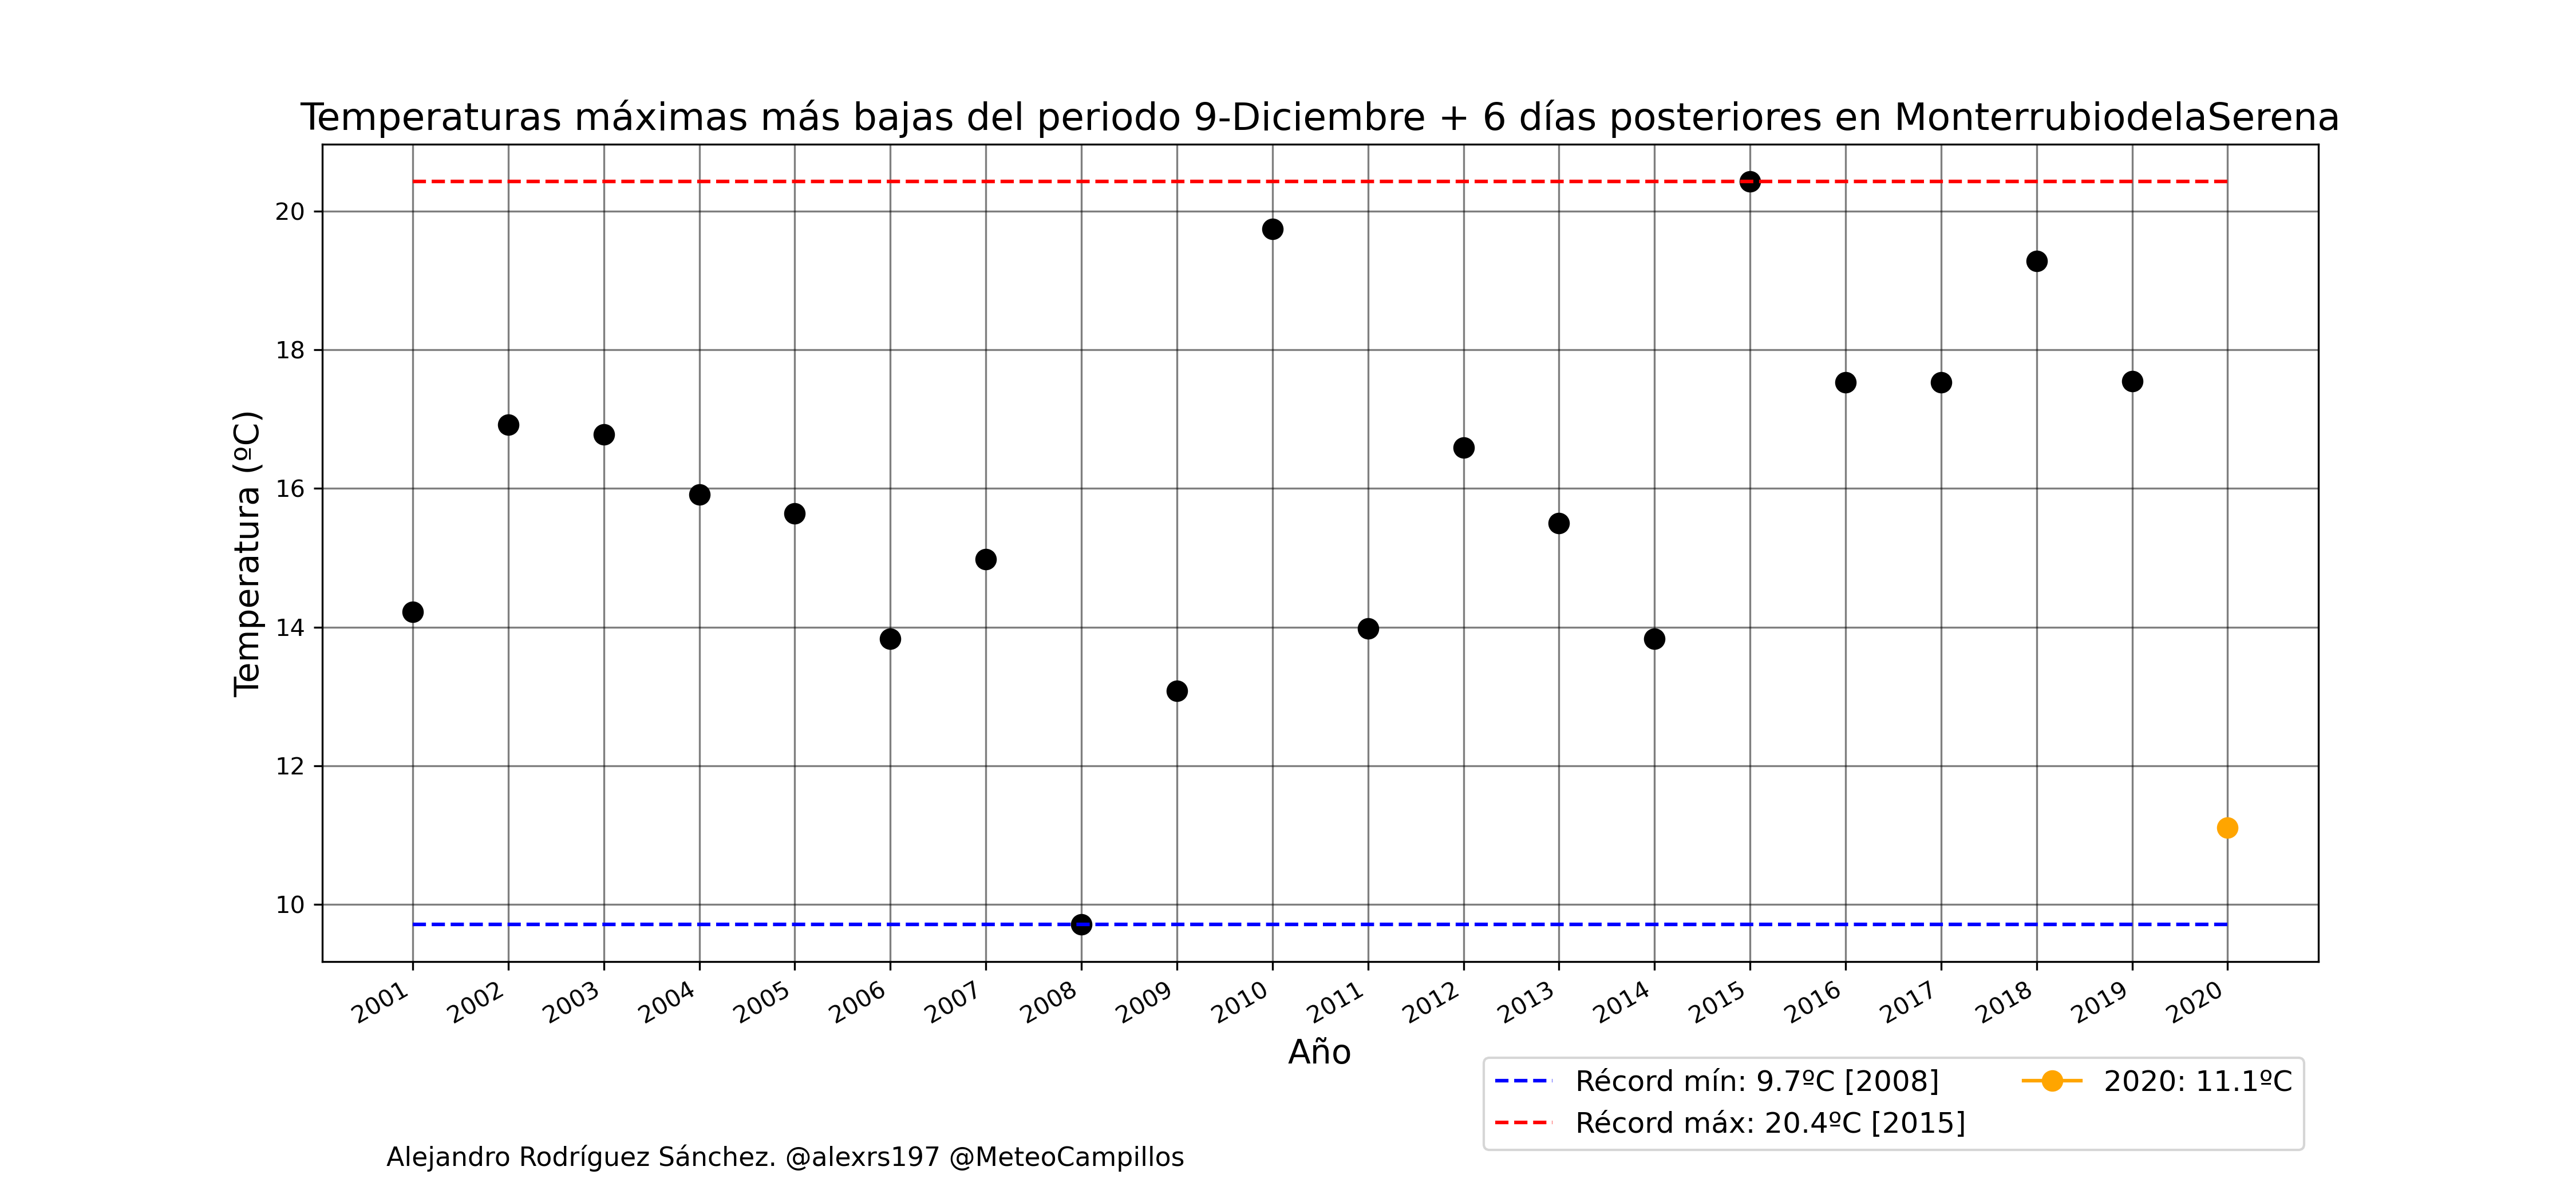 Temperaturas máximas más bajas del periodo 9-Diciembre + 6 días posteriores en MonterrubiodelaSerena
Temperatura (ºC)
20
18
16
14
12
10
2001 2002 2003 2004 2005 2006 2007 2008 2009 2010 2011 2012 2013 2014 2015 2016 2017 2018 2019 2020
Año
Récord mín: 9.7ºC [2008]
Récord máx: 20.4ºC [2015]
2020: 11.1ºC
Alejandro Rodríguez Sánchez. @alexrs197 @MeteoCampillos